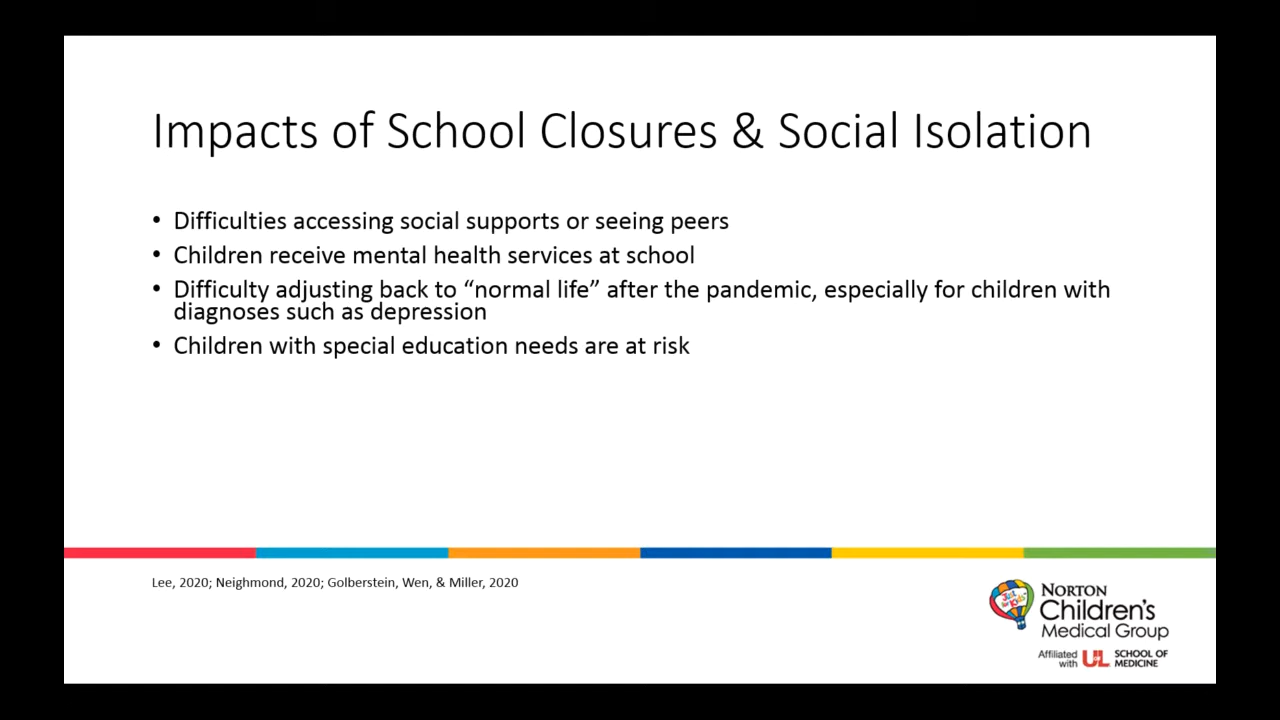 Impacts of School Closures & Social Isolation
• Difficulties accessing social supports or seeing peers
• Children receive mental health services at school
• Difficulty adjusting back to “normal life” after the pandemic, especially for children with
diagnoses such as depression
• Children with special education needs are at risk
Lee, 2020; Neighmond, 2020; Golberstein, Wen, & Miller, 2020
Just for Kids
NORTON
Children's
Medical Group
Affiliated with UL SCHOOL OF MEDICINE